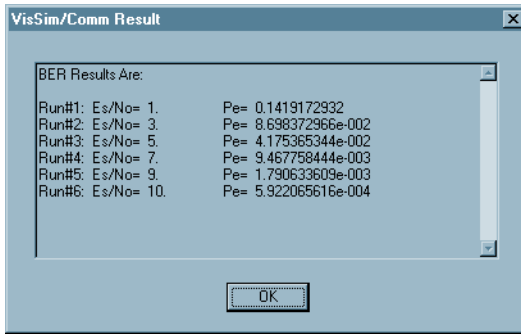 VisSim/Comm Result
BER Results Are:
Run#1: Es/No= 1. Pe= 0.1419172932
Run#2: Es/No= 3. Pe= 8.698372966e-002
Run#3: Es/No= 5. Pe= 4.175365344e-002
Run#4: Es/No= 7. Pe= 9.467758444e-003
Run#5: Es/No= 9. Pe= 1.790633609e-003
Run#6: Es/No= 10. Pe= 5.922065616e-004
OK